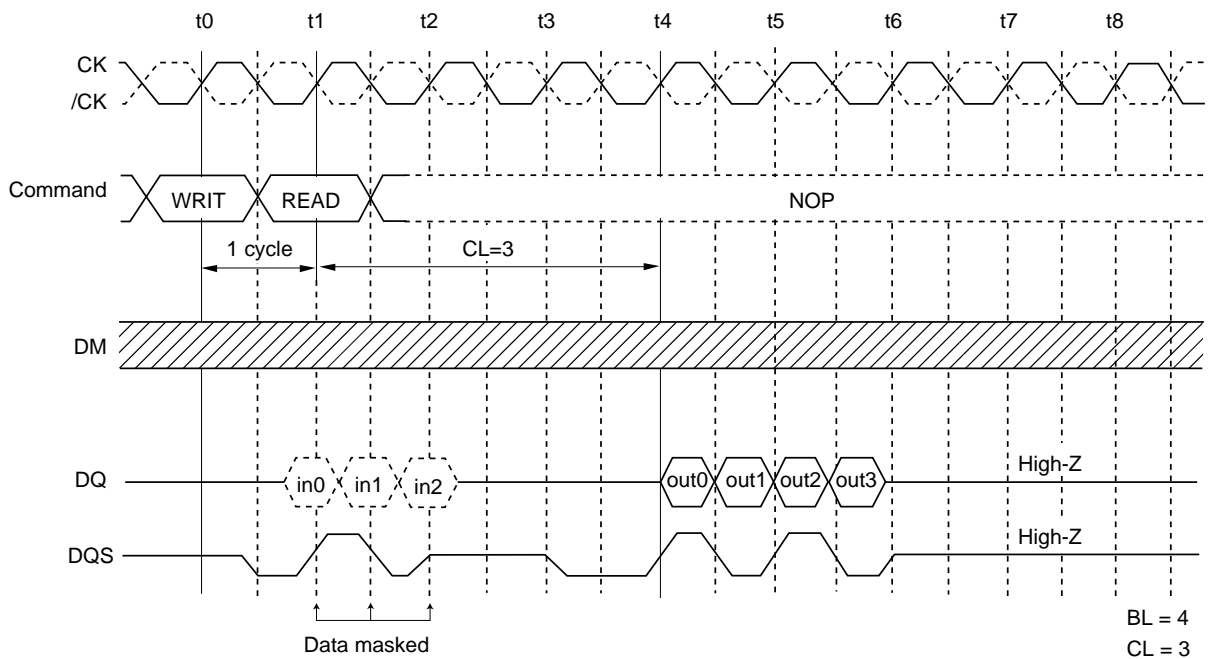 t0 t1 t2 t3 t4 t5 t6 t7 t8
CK
/CK
Command WRIT READ NOP
1 cycle CL=3
DM
DQ in0 in1 in2 out0 out1 out2 out3 High-Z
DQS High-Z
Data masked
BL = 4
CL = 3